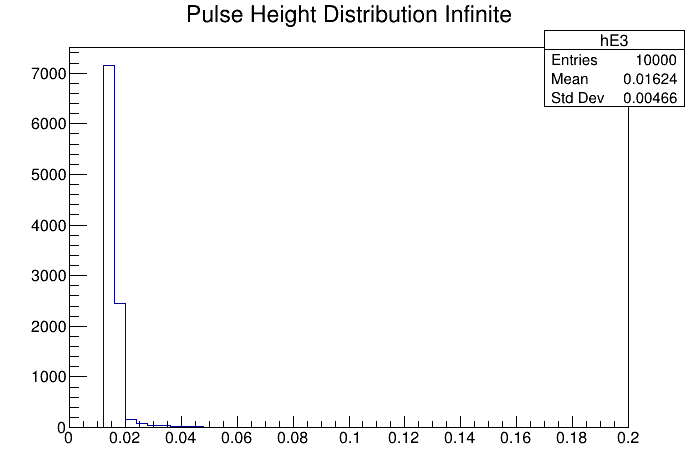 Pulse Height Distribution Infinite
hE3
Entries 10000
Mean 0.01624
Std Dev 0.00466
7000
6000
5000
4000
3000
2000
1000
0
0 0.02 0.04 0.06 0.08 0.1 0.12 0.14 0.16 0.18 0.2